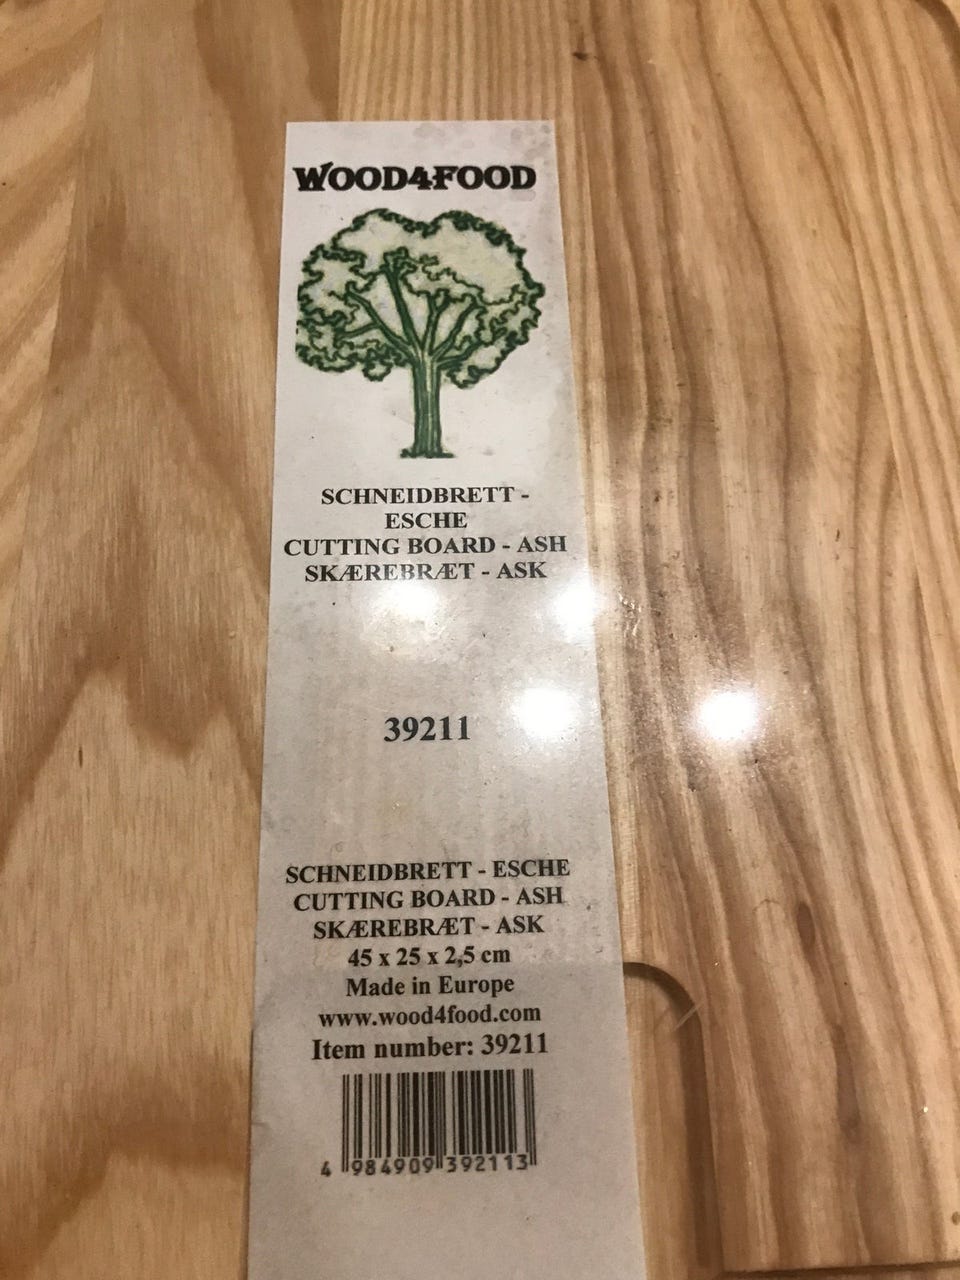 WOOD4FOOD
SCHNEIDBRETT -
ESCHE
CUTTING BOARD - ASH
SKÆREBRÆT - ASK
39211
SCHNEIDBRETT - ESCHE
CUTTING BOARD - ASH
SKÆREBRÆT - ASK
45 x 25 x 2,5 cm
Made in Europe
www.wood4food.com
Item number: 39211
4 984909 392113